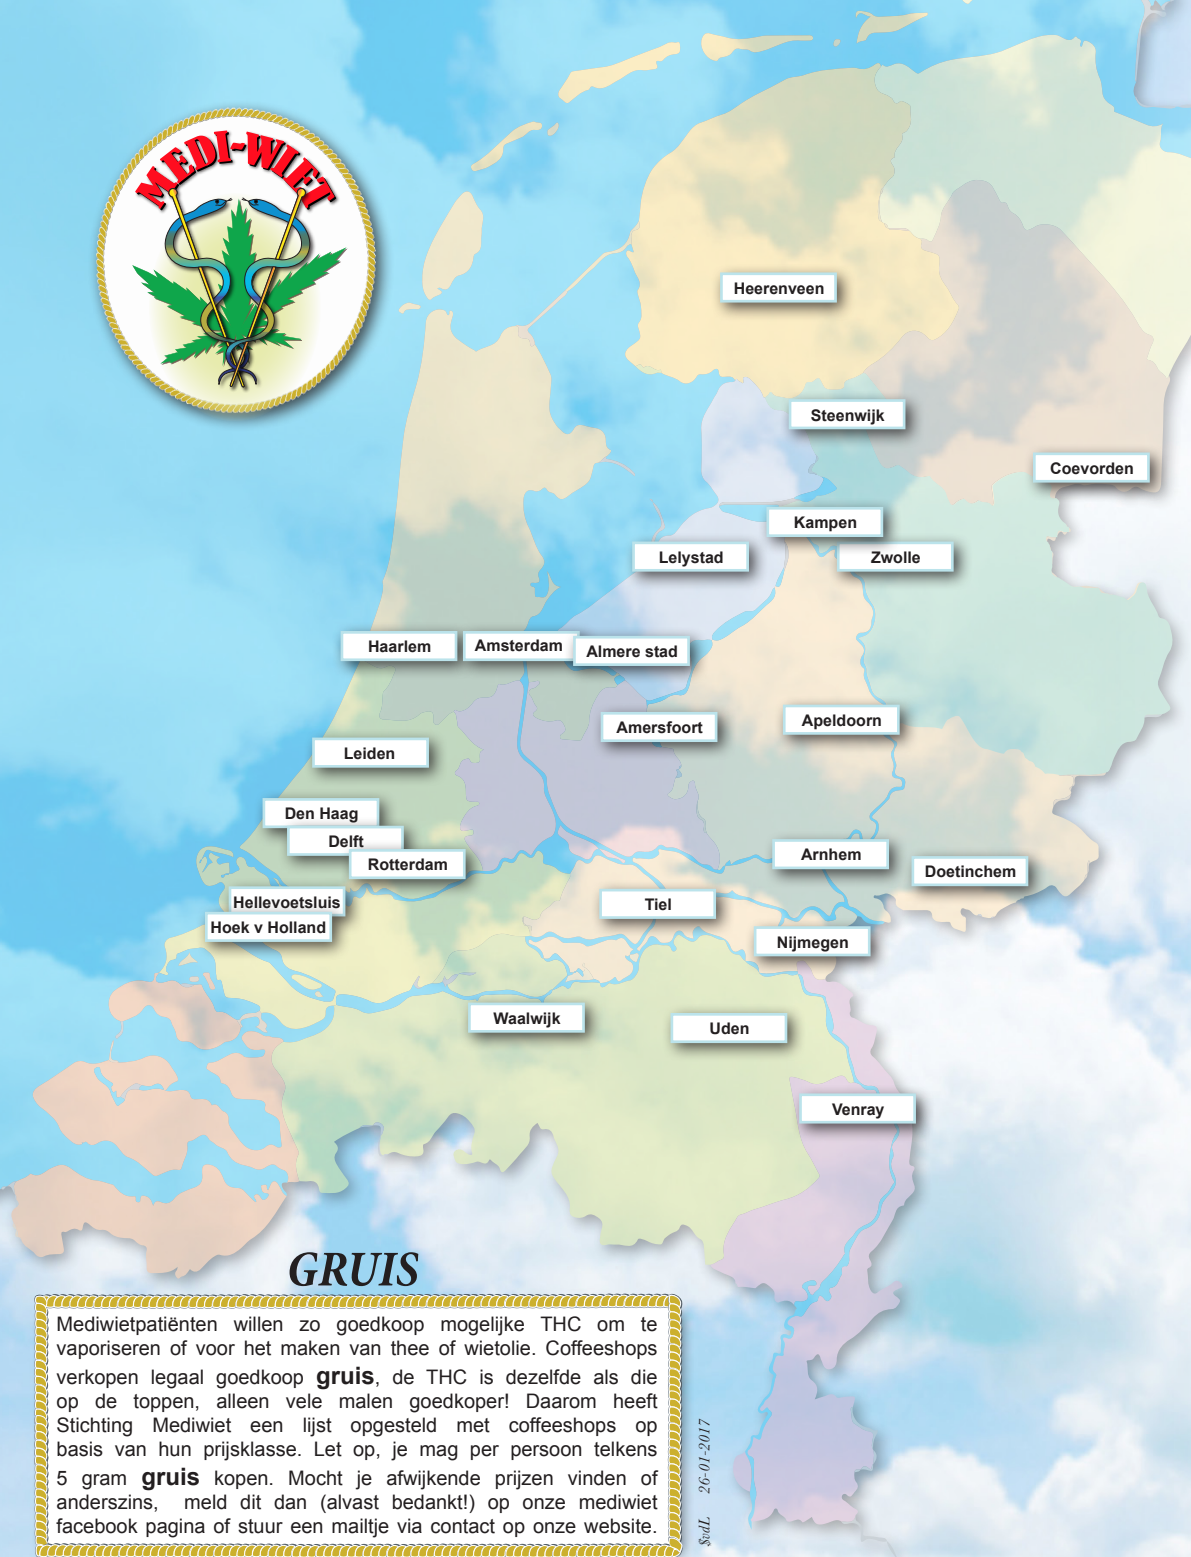 MEDI-WIET
Heerenveen
Steenwijk
Coevorden
Kampen
Lelystad
Zwolle
Haarlem
Amsterdam
Almere stad
Amersfoort
Apeldoorn
Leiden
Den Haag
Delft
Rotterdam
Arnhem
Doetinchem
Hellevoetsluis
Tiel
Hoek v Holland
Nijmegen
Waalwijk
Uden
Venray
GRUIS
Mediwietpatiënten willen zo goedkoop mogelijke THC om te
vaporiseren of voor het maken van thee of wietolie. Coffeeshops
verkopen legaal goedkoop gruis, de THC is dezelfde als die
op de toppen, alleen vele malen goedkoper! Daarom heeft
Stichting Mediwiet een lijst opgesteld met coffeeshops op
basis van hun prijsklasse. Let op, je mag per persoon telkens
5 gram gruis kopen. Mocht je afwijkende prijzen vinden of
anderszins, meld dit dan (alvast bedankt!) op onze mediwiet
facebook pagina of stuur een mailtje via contact op onze website.
$vdL 26-01-2017